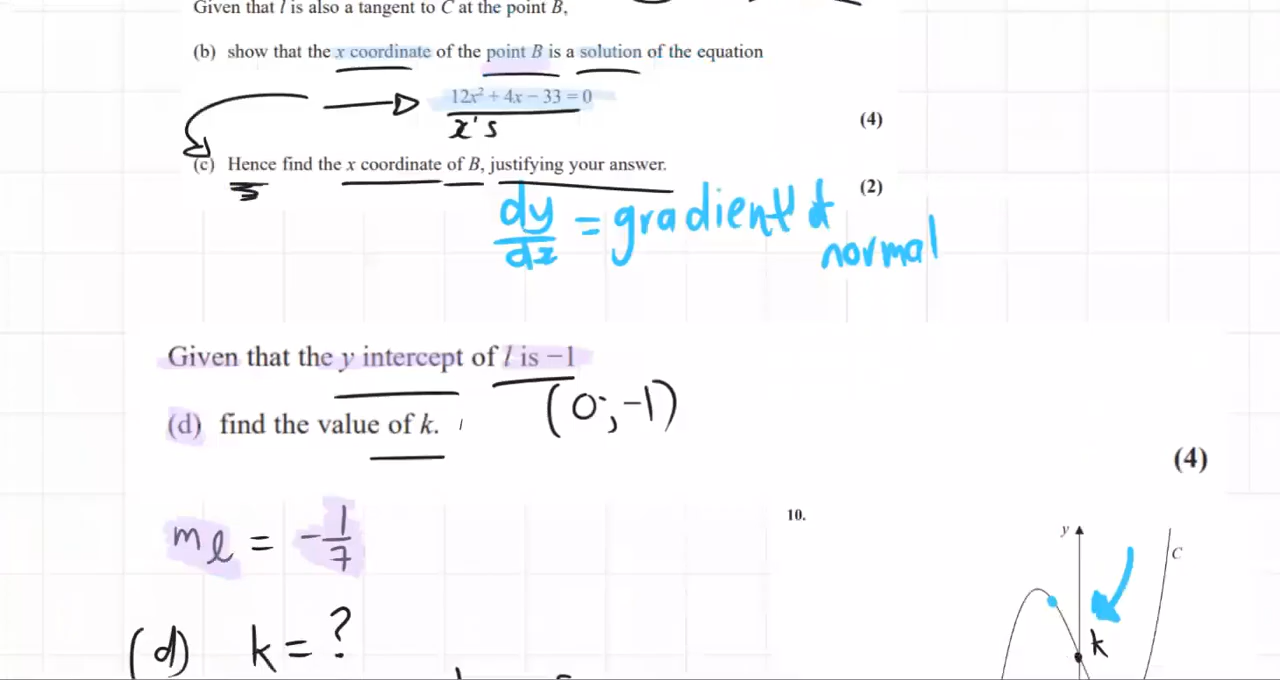 Given that l is also a tangent to C at the point B,
(b) show that the x coordinate of the point B is a solution of the equation
12x² + 4x − 33 = 0
x's
(4)
(c) Hence find the x coordinate of B, justifying your answer.
(2)
dy/dx = gradient of
normal
Given that the y intercept of l is −1
(0;-1)
(d) find the value of k.
(4)
m l = -1/7
10.
y
C
k
(d) k = ?